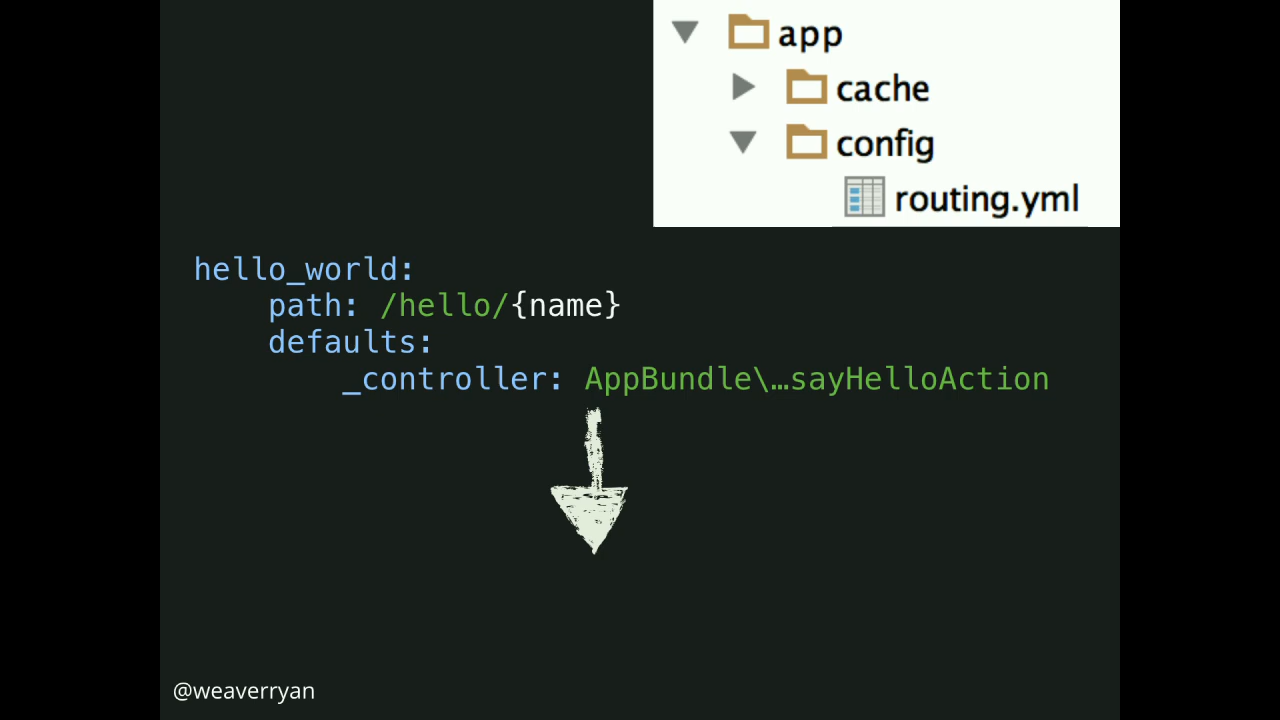 app
cache
config
routing.yml
hello_world:
path: /hello/{name}
defaults:
_controller: AppBundle\…sayHelloAction
@weaverryan